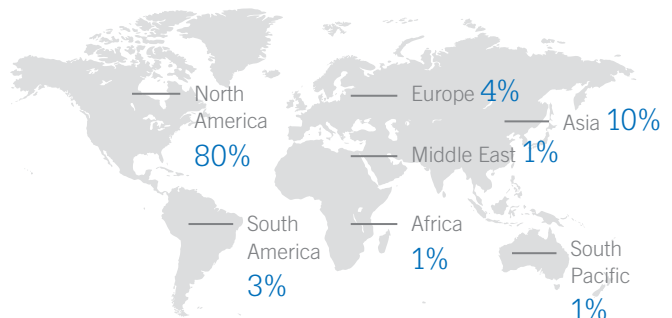 North
America
80%
Europe 4%
Asia 10%
Middle East 1%
South
America
3%
Africa
1%
South
Pacific
1%